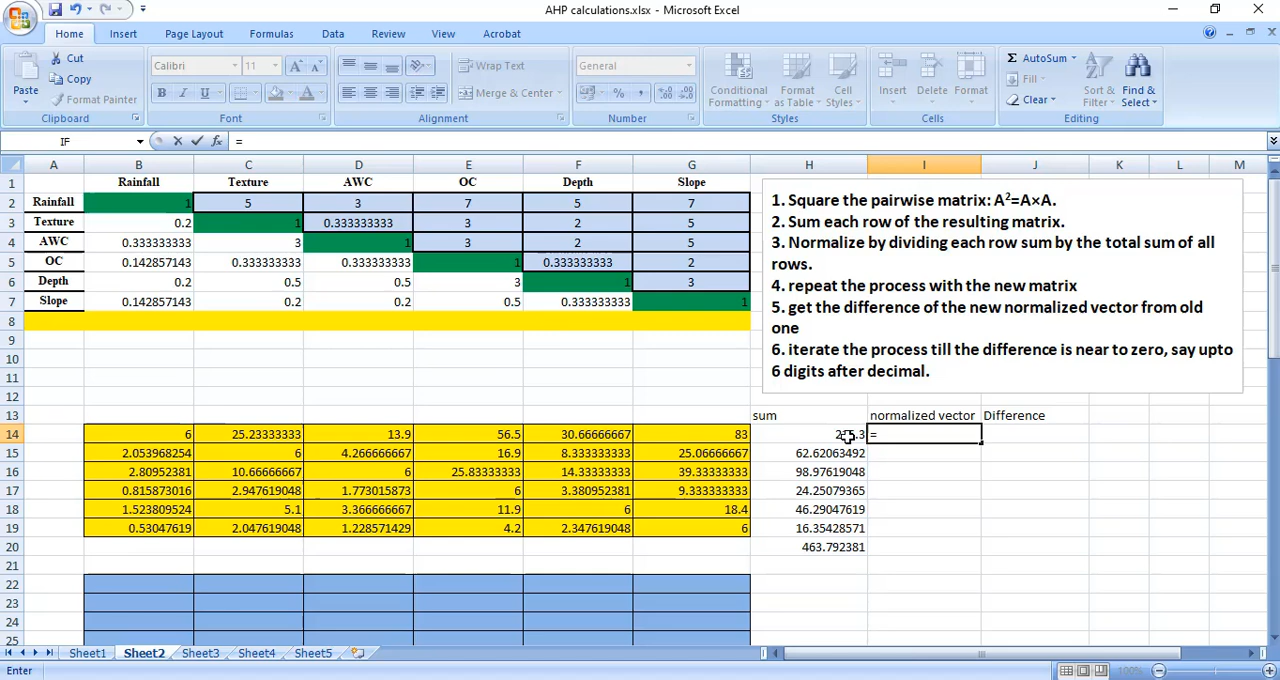 AHP calculations.xlsx - Microsoft Excel
Home Insert Page Layout Formulas Data Review View Acrobat
Paste Cut Copy Format Painter
Calibri 11 A A
B I U A
Wrap Text
Merge & Center
General
% ,
Conditional Formatting Format as Table Cell Styles
Insert Delete Format
AutoSum Fill Clear
Sort & Filter Find & Select
Clipboard Font Alignment Number Styles Cells Editing
IF fx =
A B C D E F G H I J K L M
1 Rainfall Texture AWC OC Depth Slope
2 Rainfall 1 5 3 7 5 7
3 Texture 0.2 1 0.333333333 3 2 5
4 AWC 0.333333333 3 1 3 2 5
5 OC 0.142857143 0.333333333 0.333333333 1 0.333333333 2
6 Depth 0.2 0.5 0.5 3 1 3
7 Slope 0.142857143 0.2 0.2 0.5 0.333333333 1
8
9
10
11
12
1. Square the pairwise matrix: A²=A×A.
2. Sum each row of the resulting matrix.
3. Normalize by dividing each row sum by the total sum of all
rows.
4. repeat the process with the new matrix
5. get the difference of the new normalized vector from old
one
6. iterate the process till the difference is near to zero, say upto
6 digits after decimal.
13 sum normalized vector Difference
14 6 25.23333333 13.9 56.5 30.66666667 83 =
15 2.053968254 6 4.266666667 16.9 8.333333333 25.06666667 62.62063492
16 2.80952381 10.66666667 6 25.83333333 14.33333333 39.33333333 98.97619048
17 0.815873016 2.947619048 1.773015873 6 3.380952381 9.333333333 24.25079365
18 1.523809524 5.1 3.366666667 11.9 6 18.4 46.29047619
19 0.53047619 2.047619048 1.228571429 4.2 2.347619048 6 16.35428571
20 463.792381
21
22
23
24
25
Sheet1 Sheet2 Sheet3 Sheet4 Sheet5
Enter 100%